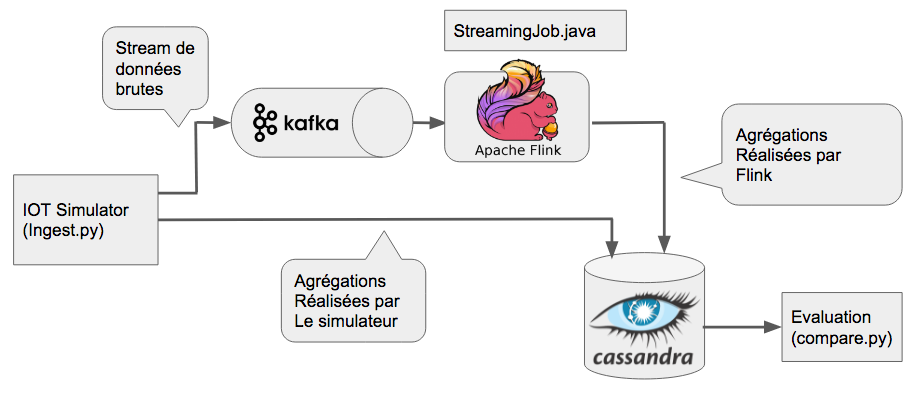 StreamingJob.java
Stream de
données
brutes
kafka
Apache Flink
Agrégations
Réalisées par
Flink
IOT Simulator
(Ingest.py)
Agrégations
Réalisées par
Le simulateur
cassandra
Evaluation
(compare.py)